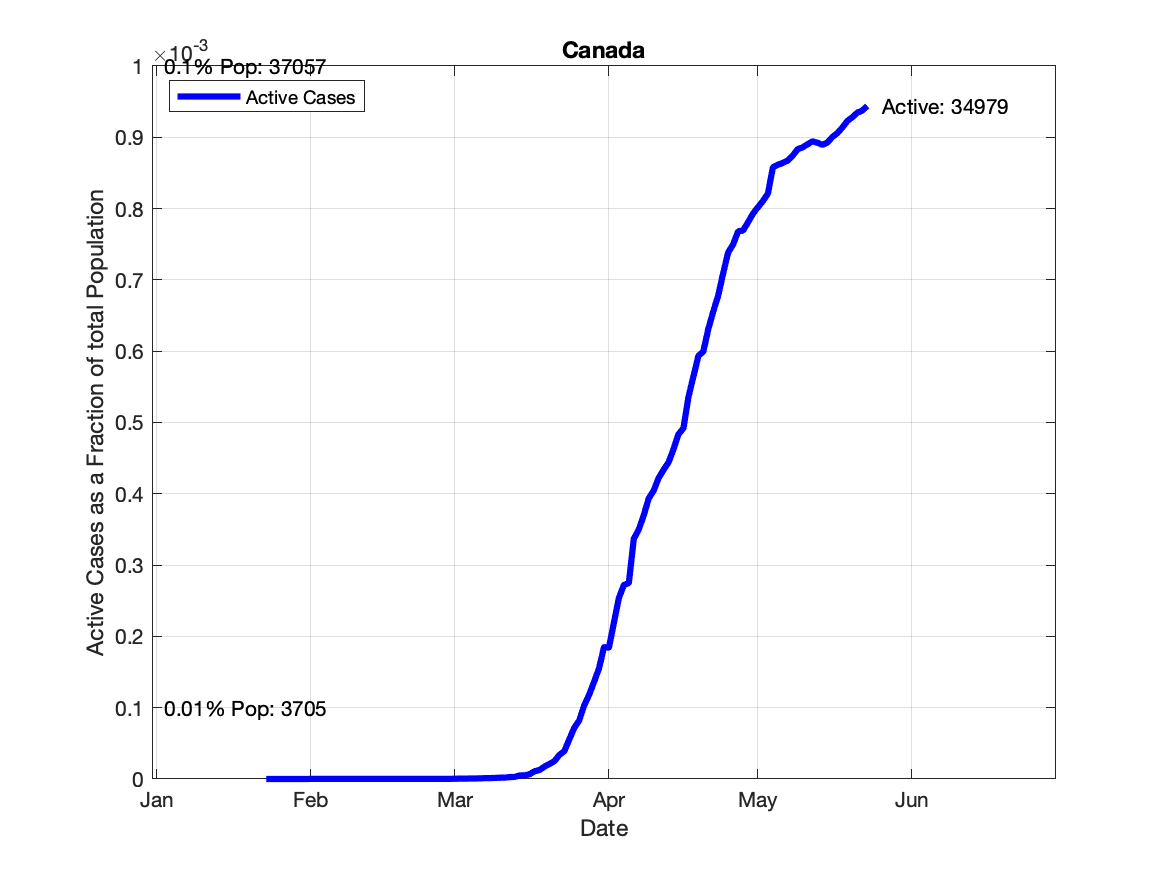 Canada
×10-3
0.1% Pop: 37057
Active Cases
Active: 34979
0.01% Pop: 3705
Active Cases as a Fraction of total Population
1
0.9
0.8
0.7
0.6
0.5
0.4
0.3
0.2
0.1
0
Jan Feb Mar Apr May Jun
Date